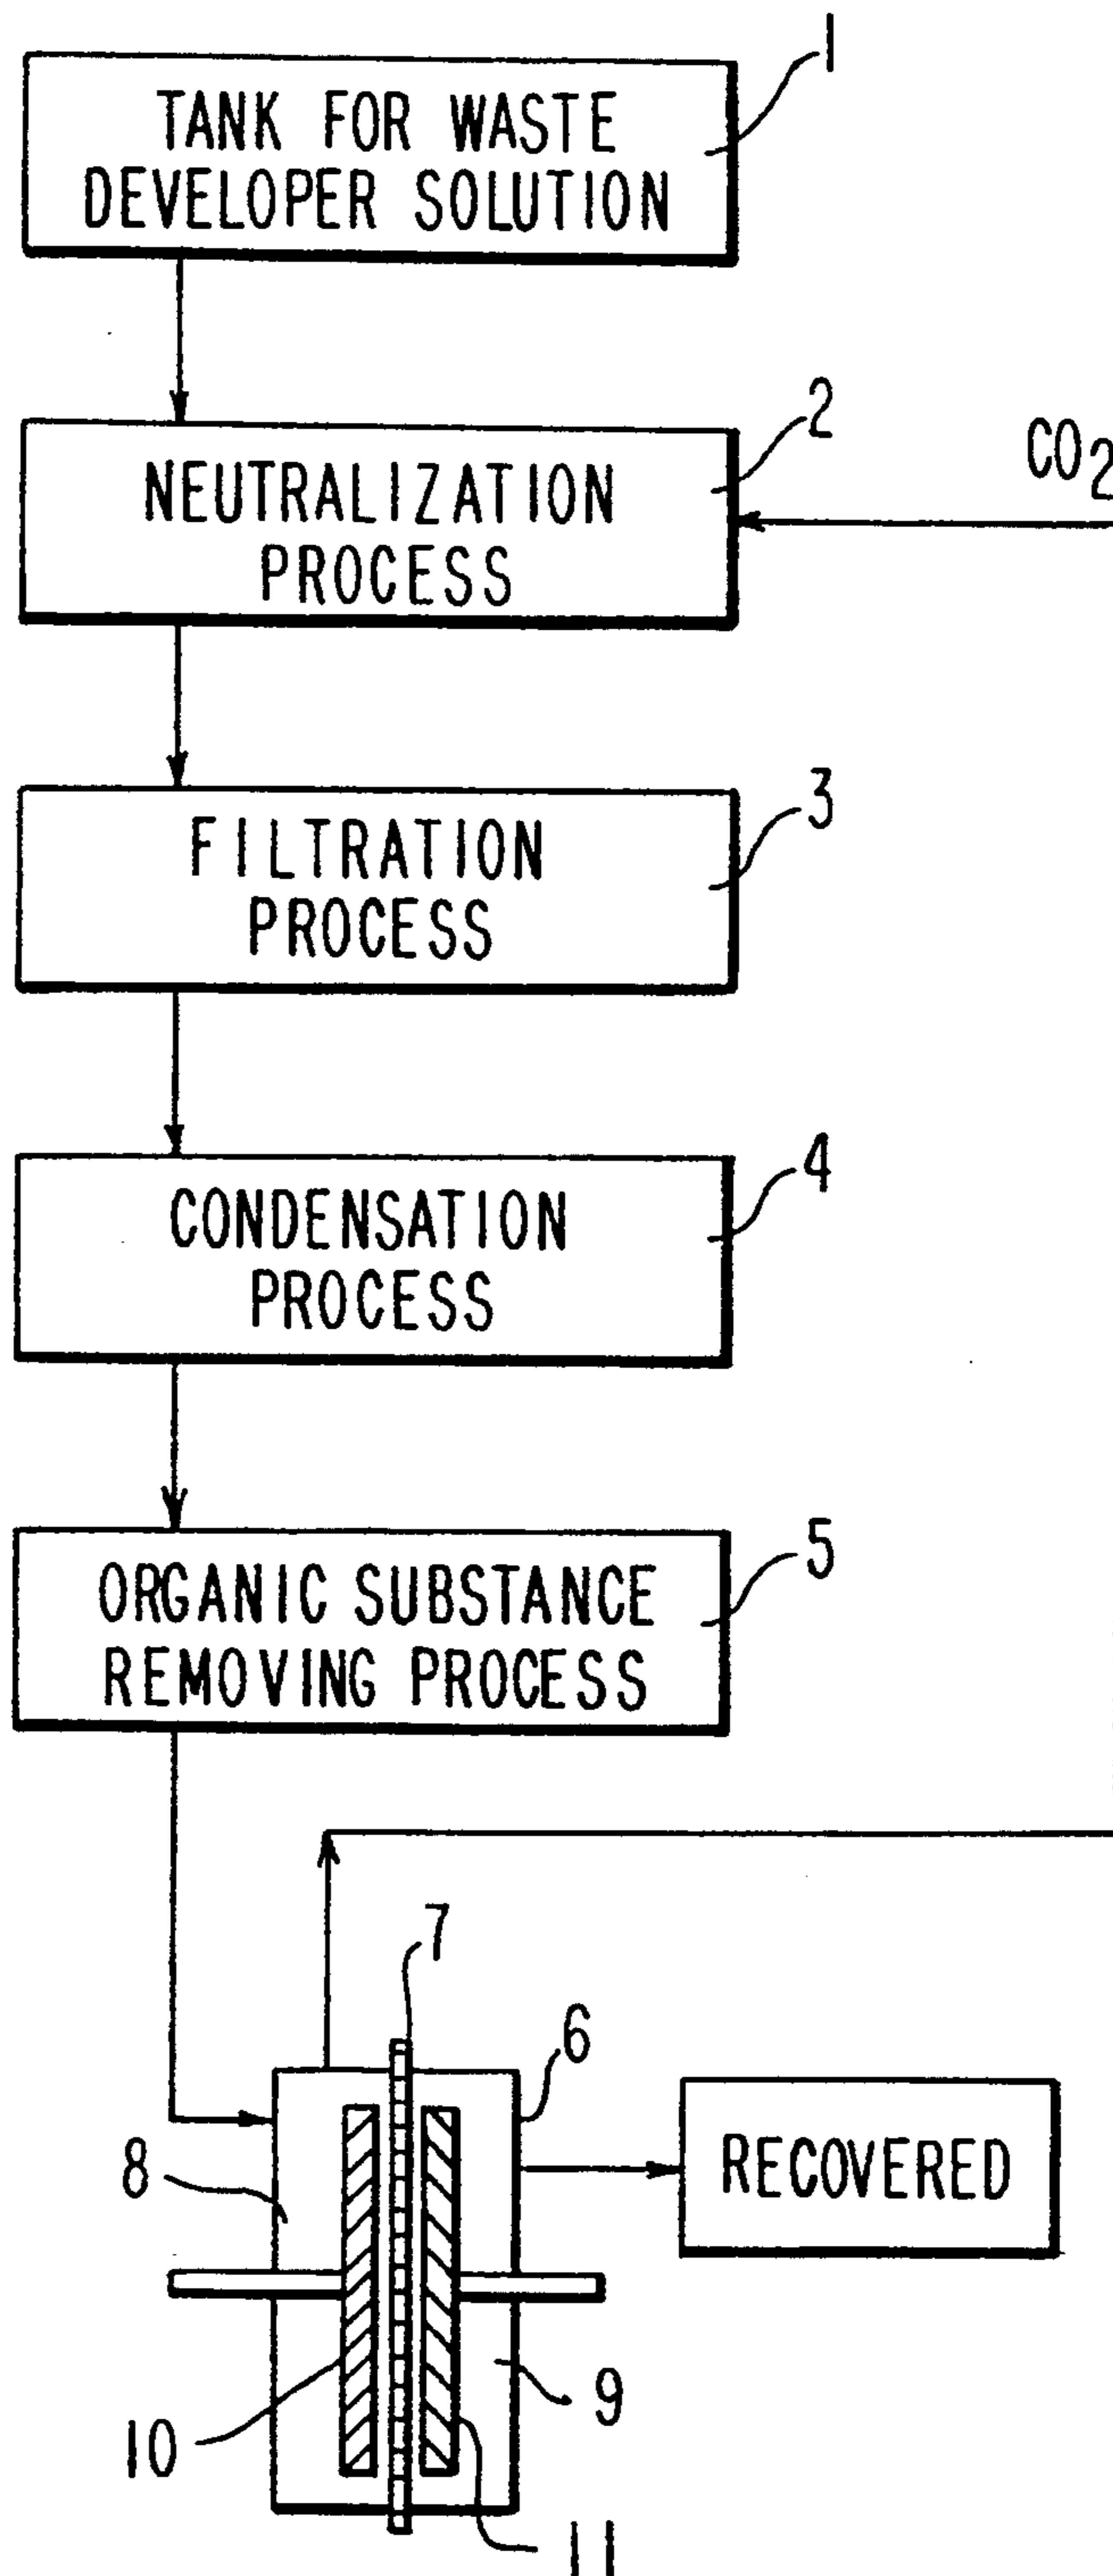 1
TANK FOR WASTE
DEVELOPER SOLUTION
2
CO2
NEUTRALIZATION
PROCESS
3
FILTRATION
PROCESS
4
CONDENSATION
PROCESS
5
ORGANIC SUBSTANCE
REMOVING PROCESS
7
6
8
RECOVERED
9
10
11